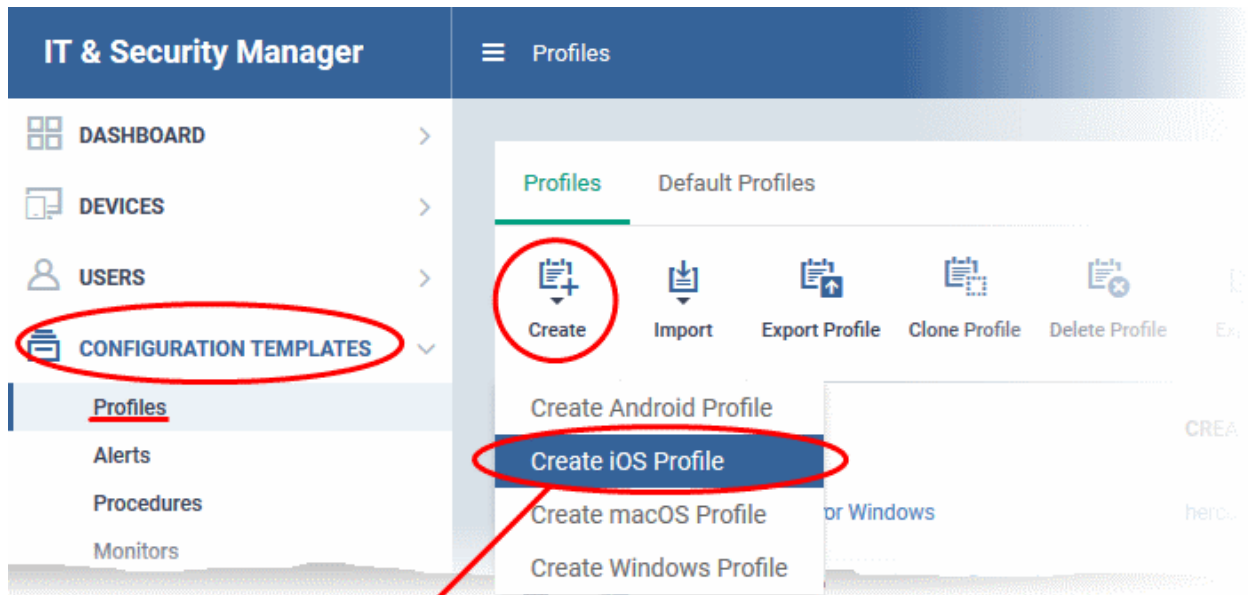 IT & Security Manager
Profiles
DASHBOARD
DEVICES
USERS
CONFIGURATION TEMPLATES
Profiles
Alerts
Procedures
Monitors
Profiles Default Profiles
Create Import Export Profile Clone Profile Delete Profile
Create Android Profile
Create iOS Profile
Create macOS Profile
Create Windows Profile
CREA
or Windows